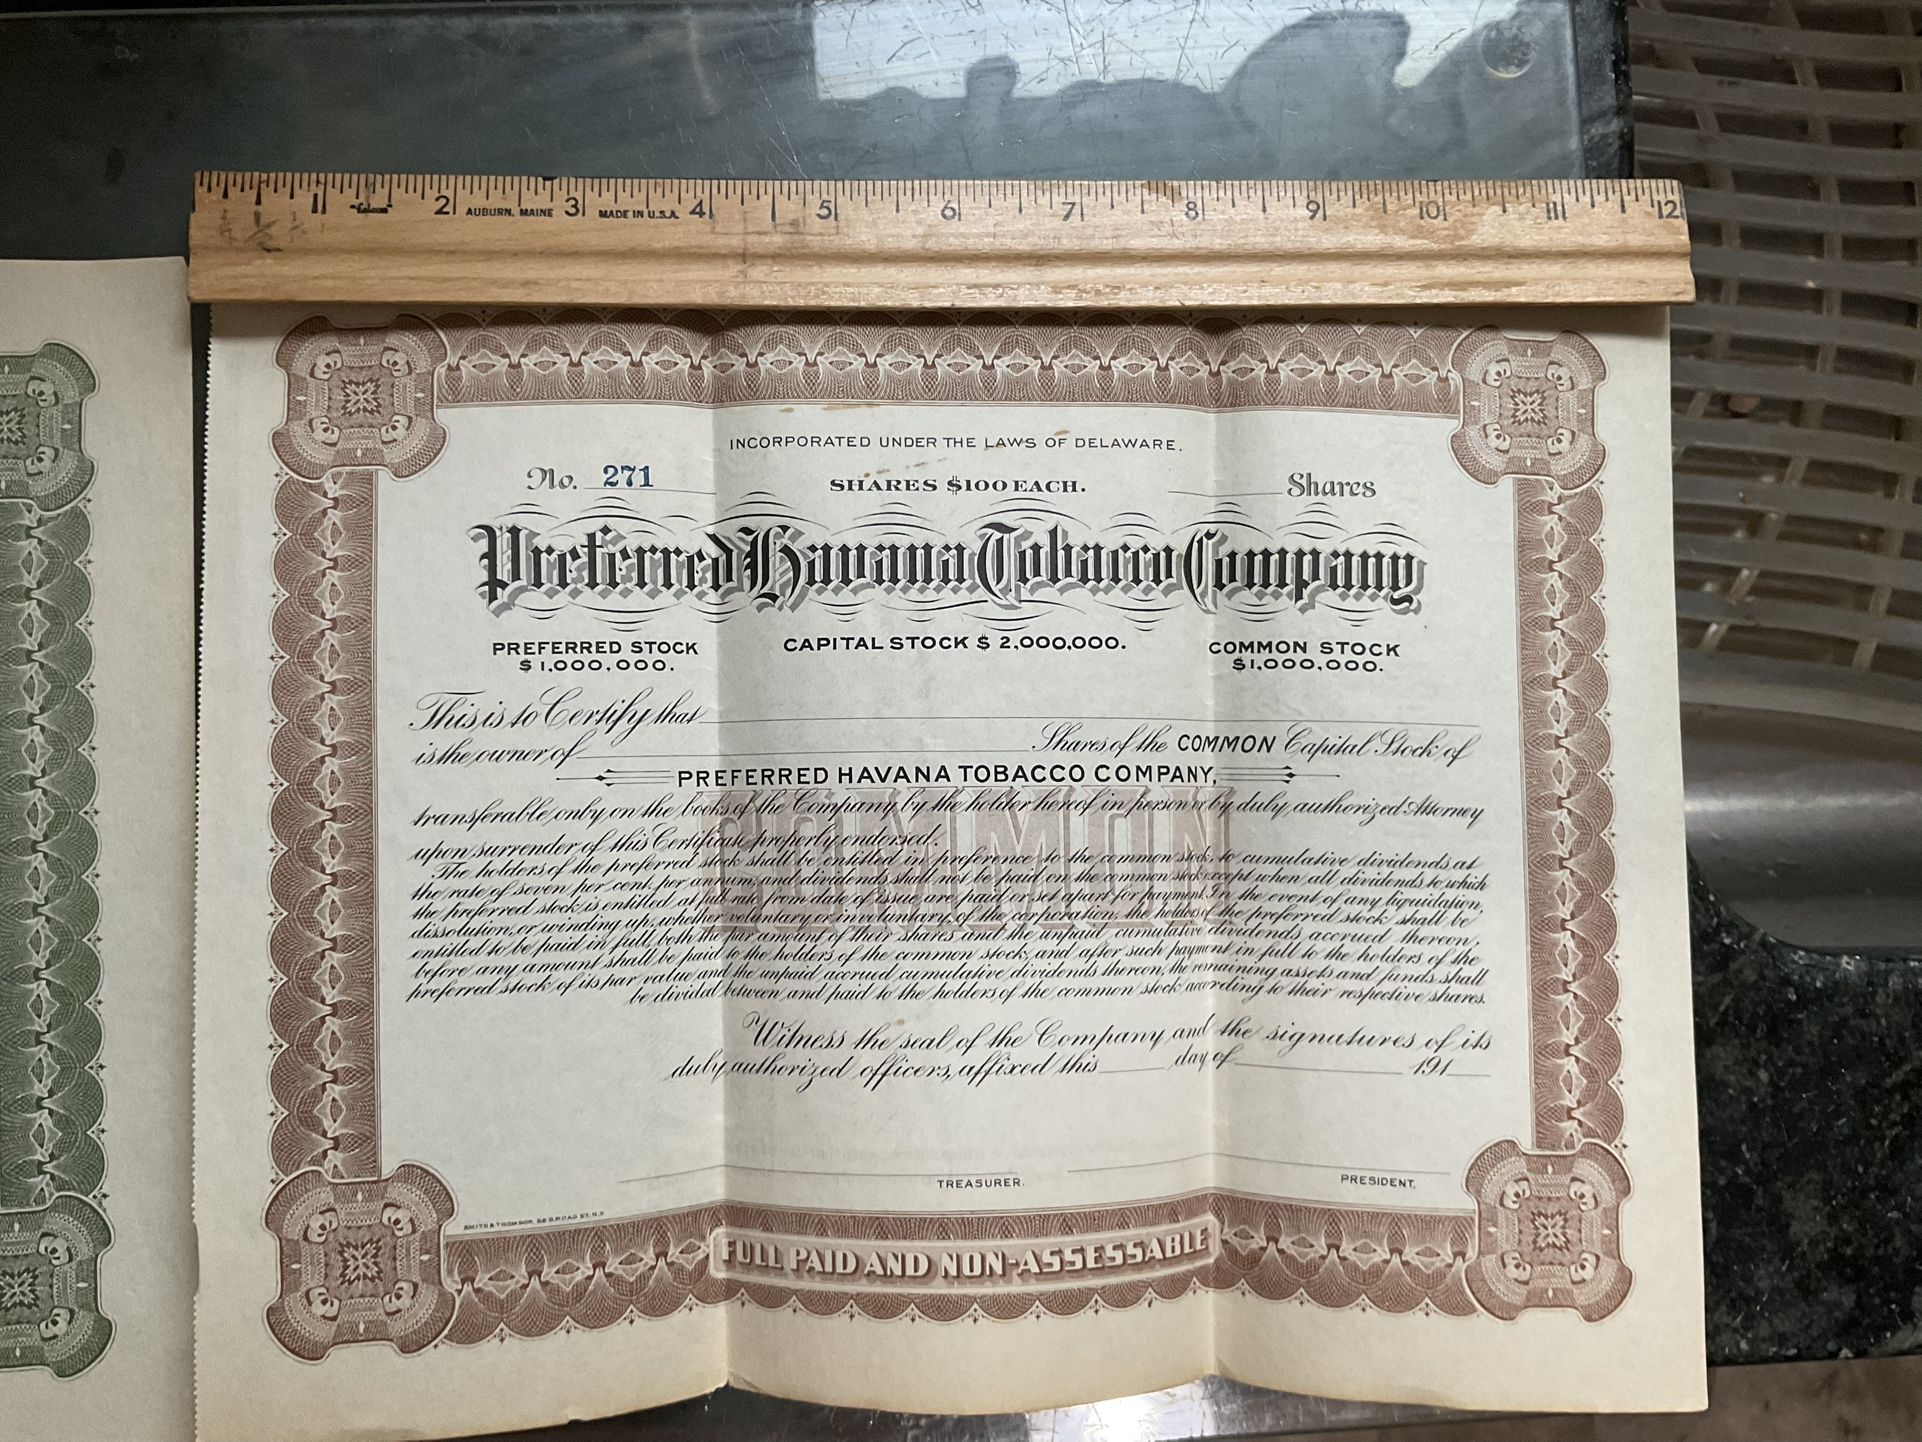 1 "Falcon" 2 AUBURN, MAINE 3 MADE IN U.S.A. 4 5 6 7 8 9 10 11 12
INCORPORATED UNDER THE LAWS OF DELAWARE.
No. 271 SHARES $100 EACH. Shares
Preferred Havana Tobacco Company
PREFERRED STOCK $1,000,000.
CAPITAL STOCK $ 2,000,000.
COMMON STOCK $1,000,000.
This is to Certify that
is the owner of Shares of the COMMON Capital Stock of
PREFERRED HAVANA TOBACCO COMPANY,
COMMON
transferable only on the books of the Company by the holder hereof in person or by duly authorized Attorney
upon surrender of this Certificate properly endorsed.
The holders of the preferred stock shall be entitled in preference to the common stock, to cumulative dividends at
the rate of seven per cent. per annum, and dividends shall not be paid on the common stock except when all dividends to which
the preferred stock is entitled at full rate from date of issue, are paid or set apart for payment. In the event of any liquidation,
dissolution, or winding up, whether voluntary or involuntary, of the corporation, the holders of the preferred stock shall be
entitled to be paid in full, both the par amount of their shares and the unpaid cumulative dividends accrued thereon,
before any amount shall be paid to the holders of the common stock, and after such payment in full to the holders of the
preferred stock of its par value and the unpaid accrued cumulative dividends thereon, the remaining assets and funds shall
be divided between and paid to the holders of the common stock according to their respective shares.
Witness the seal of the Company and the signatures of its
duly authorized officers, affixed this day of 191
TREASURER. PRESIDENT.
SMITH & THOMSON, 58 BROAD ST. N.Y.
FULL PAID AND NON-ASSESSABLE